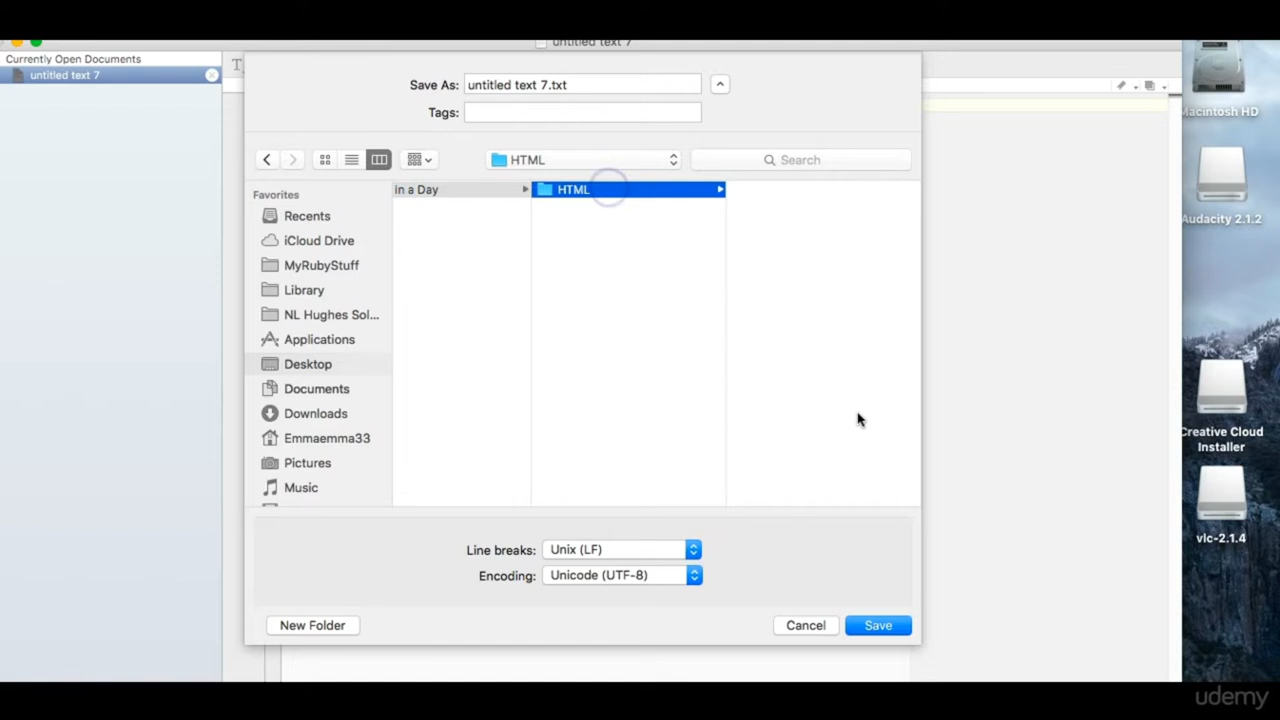 untitled text 7
Currently Open Documents
untitled text 7
Save As: untitled text 7.txt
Tags:
HTML
Search
Favorites
Recents
iCloud Drive
MyRubyStuff
Library
NL Hughes Sol...
Applications
Desktop
Documents
Downloads
Emmaemma33
Pictures
Music
in a Day
HTML
Line breaks: Unix (LF)
Encoding: Unicode (UTF-8)
New Folder
Cancel
Save
Macintosh HD
Audacity 2.1.2
Creative Cloud
Installer
vlc-2.1.4
udemy